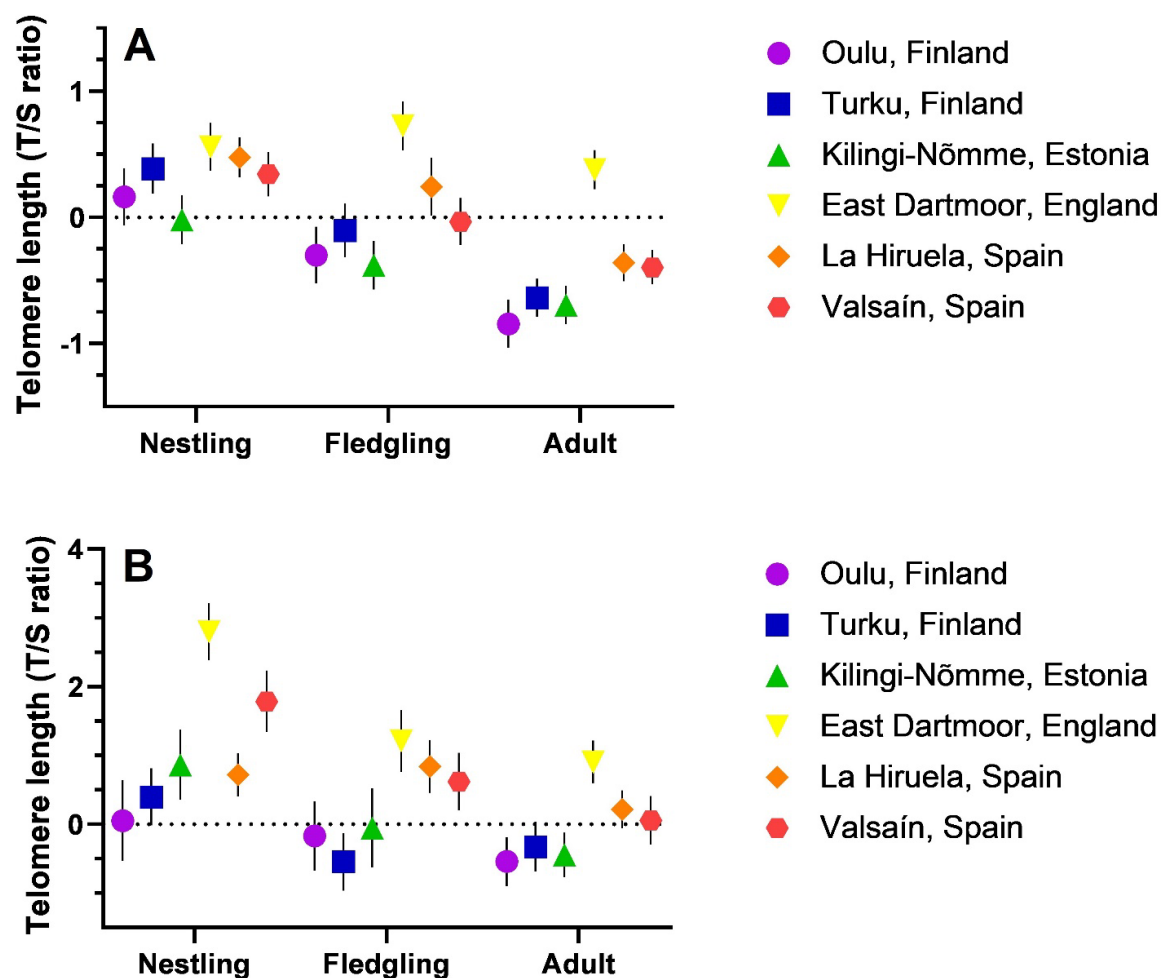 A
Telomere length (T/S ratio)
1
0
-1
Nestling Fledgling Adult
Oulu, Finland
Turku, Finland
Kilingi-Nõmme, Estonia
East Dartmoor, England
La Hiruela, Spain
Valsaín, Spain
B
Telomere length (T/S ratio)
4
2
0
Nestling Fledgling Adult
Oulu, Finland
Turku, Finland
Kilingi-Nõmme, Estonia
East Dartmoor, England
La Hiruela, Spain
Valsaín, Spain